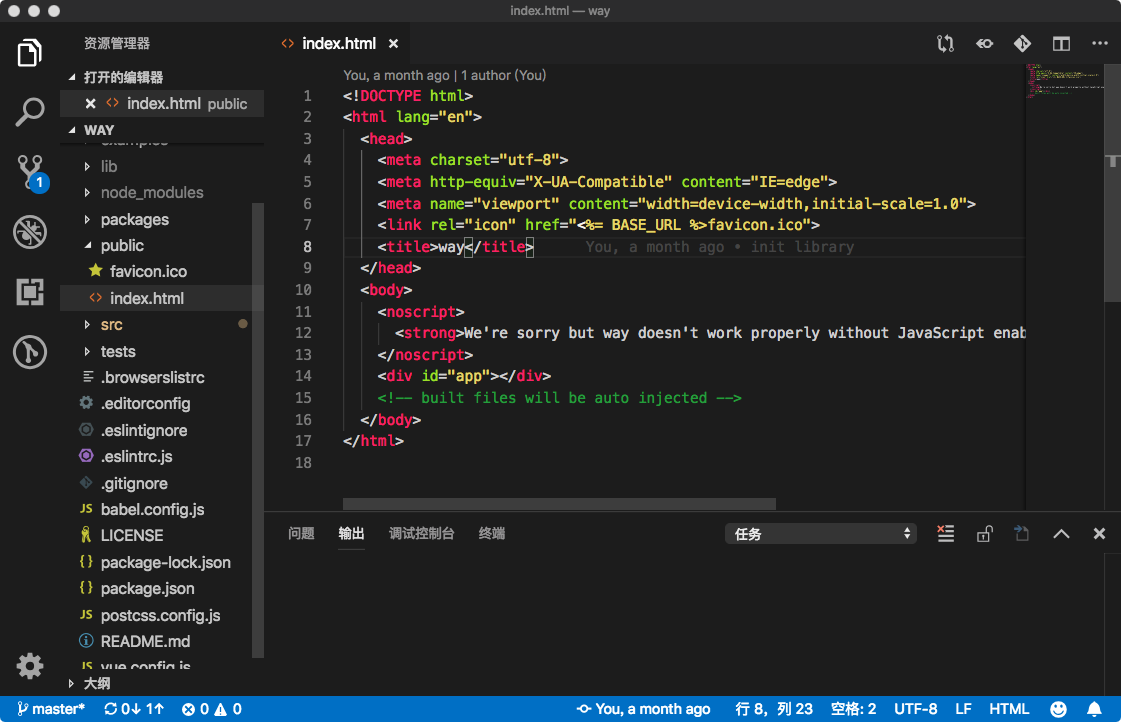 index.html — way
资源管理器
index.html
打开的编辑器
index.html public
WAY
examples
lib
node_modules
packages
public
favicon.ico
index.html
src
tests
.browserslistrc
.editorconfig
.eslintignore
.eslintrc.js
.gitignore
babel.config.js
LICENSE
package-lock.json
package.json
postcss.config.js
README.md
vue.config.js
大纲
1
You, a month ago | 1 author (You)
1 <!DOCTYPE html>
2 <html lang="en">
3 <head>
4 <meta charset="utf-8">
5 <meta http-equiv="X-UA-Compatible" content="IE=edge">
6 <meta name="viewport" content="width=device-width,initial-scale=1.0">
7 <link rel="icon" href="<%= BASE_URL %>favicon.ico">
8 <title>way</title> You, a month ago • init library
9 </head>
10 <body>
11 <noscript>
12 <strong>We're sorry but way doesn't work properly without JavaScript enab
13 </noscript>
14 <div id="app"></div>
15 <!-- built files will be auto injected -->
16 </body>
17 </html>
18
问题 输出 调试控制台 终端 任务
master* 0↓ 1↑ 0 0 You, a month ago 行 8，列 23 空格: 2 UTF-8 LF HTML